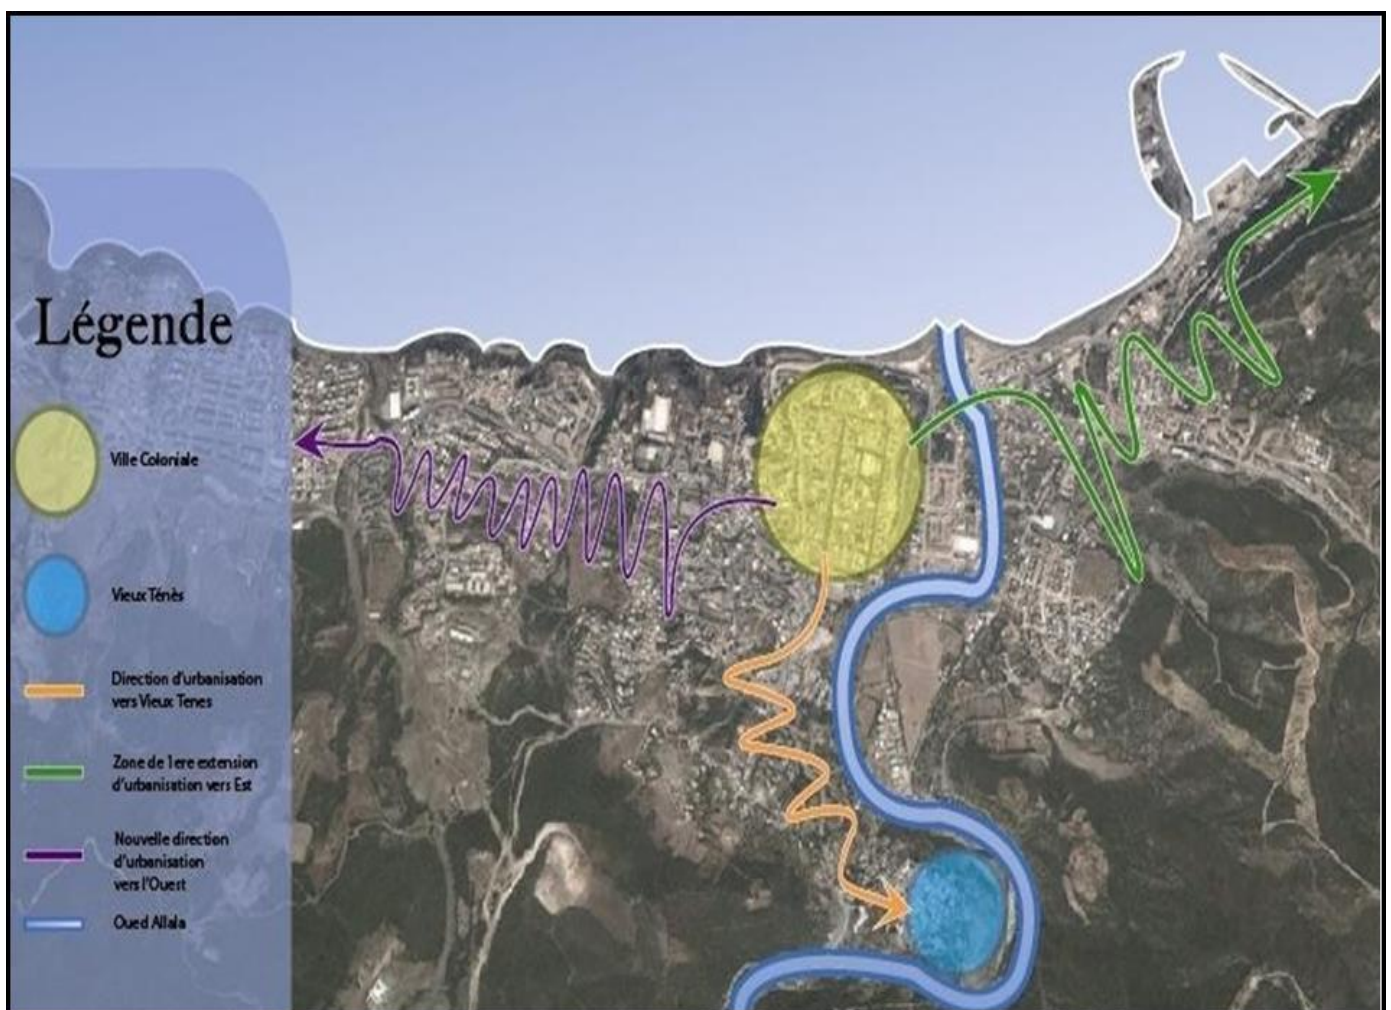 Légende
Ville Coloniale
Vieux Ténès
Direction d'urbanisation
vers Vieux Tenes
Zone de 1ere extension
d'urbanisation vers Est
Nouvelle direction
d'urbanisation
vers l'Ouest
Oued Allala